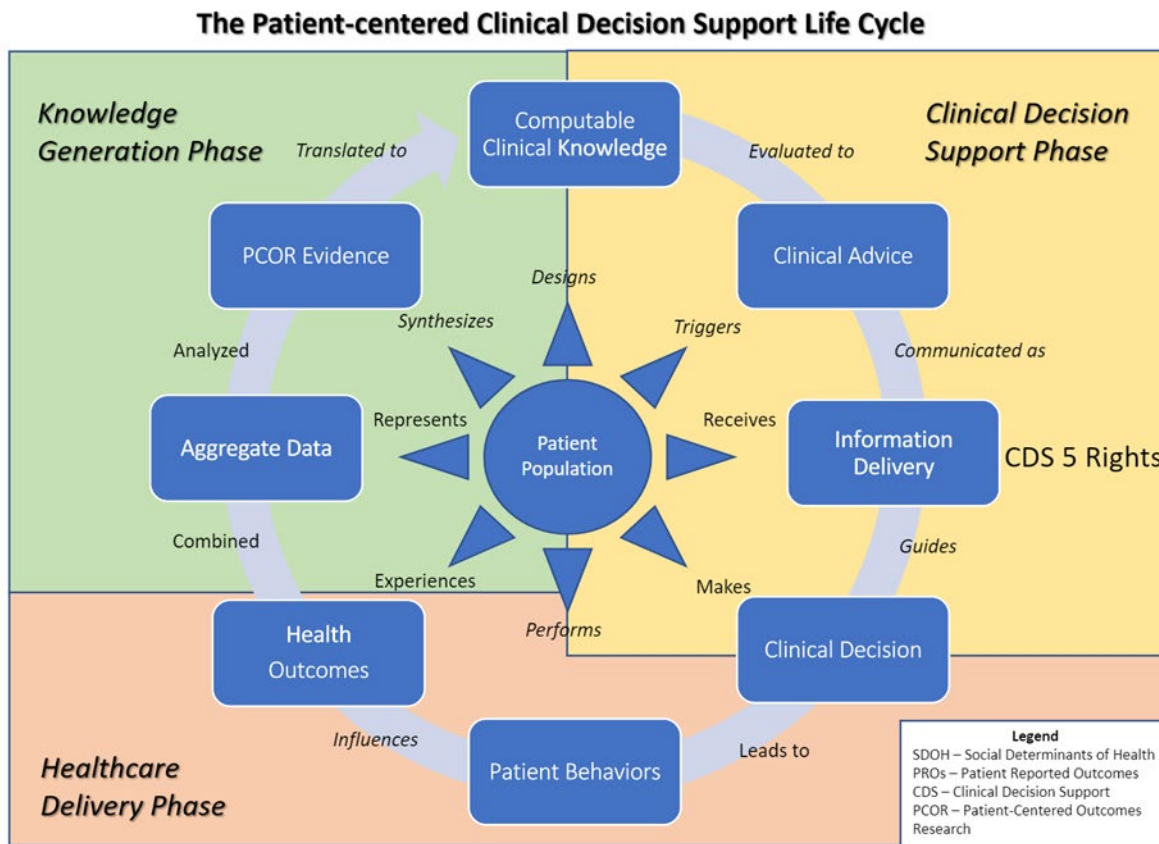 The Patient-centered Clinical Decision Support Life Cycle
Knowledge
Generation Phase
Clinical Decision
Support Phase
Computable
Clinical Knowledge
Translated to
Evaluated to
PCOR Evidence
Clinical Advice
Designs
Synthesizes
Triggers
Analyzed
Communicated as
Represents
Receives
Aggregate Data
Patient
Population
Information
Delivery
CDS 5 Rights
Combined
Guides
Experiences
Makes
Performs
Health
Outcomes
Clinical Decision
Influences
Patient Behaviors
Leads to
Healthcare
Delivery Phase
Legend
SDOH – Social Determinants of Health
PROs – Patient Reported Outcomes
CDS – Clinical Decision Support
PCOR – Patient-Centered Outcomes
Research